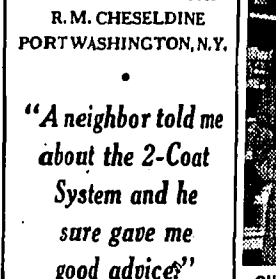 R. M. CHESELDINE
PORT WASHINGTON, N.Y.
•
"A neighbor told me
about the 2-Coat
System and he
sure gave me
good advice."